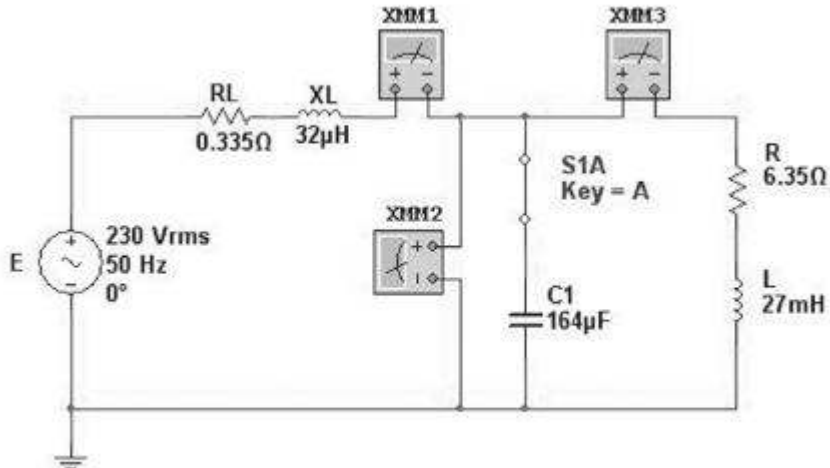 XMM1
XMM3
RL
0.335Ω
XL
32µH
S1A
Key = A
R
6.35Ω
XMM2
E
230 Vrms
50 Hz
0°
C1
164µF
L
27mH